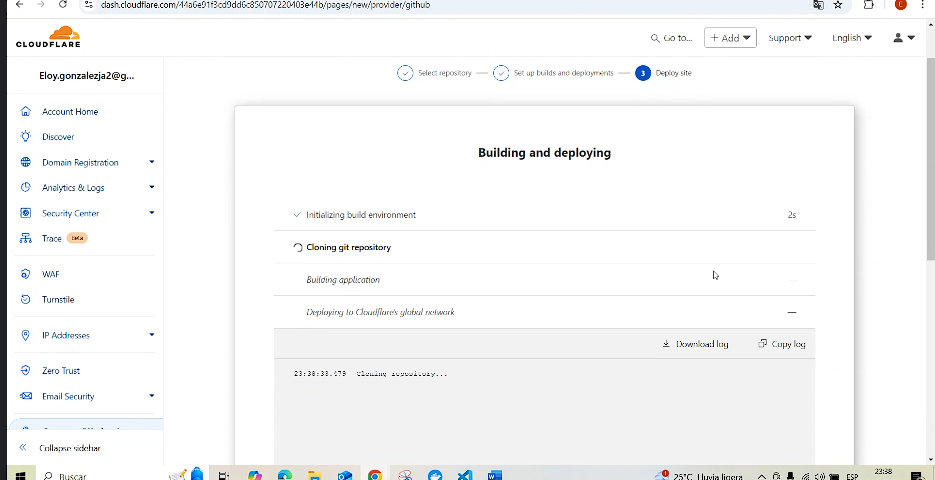 dash.cloudflare.com/44a6e91f3cd9dd6c850707220403e44b/pages/new/provider/github
E
CLOUDFLARE
Go to...
+ Add
Support
English
Eloy.gonzalezja2@g...
Select repository
Set up builds and deployments
3 Deploy site
Account Home
Discover
Domain Registration
Analytics & Logs
Security Center
Trace Beta
WAF
Turnstile
IP Addresses
Zero Trust
Email Security
Collapse sidebar
Building and deploying
Initializing build environment 2s
Cloning git repository
Building application —
Deploying to Cloudflare's global network —
Download log Copy log
23:38:33.479 Cloning repository...
Buscar
25°C Lluvia ligera
ESP
23:38